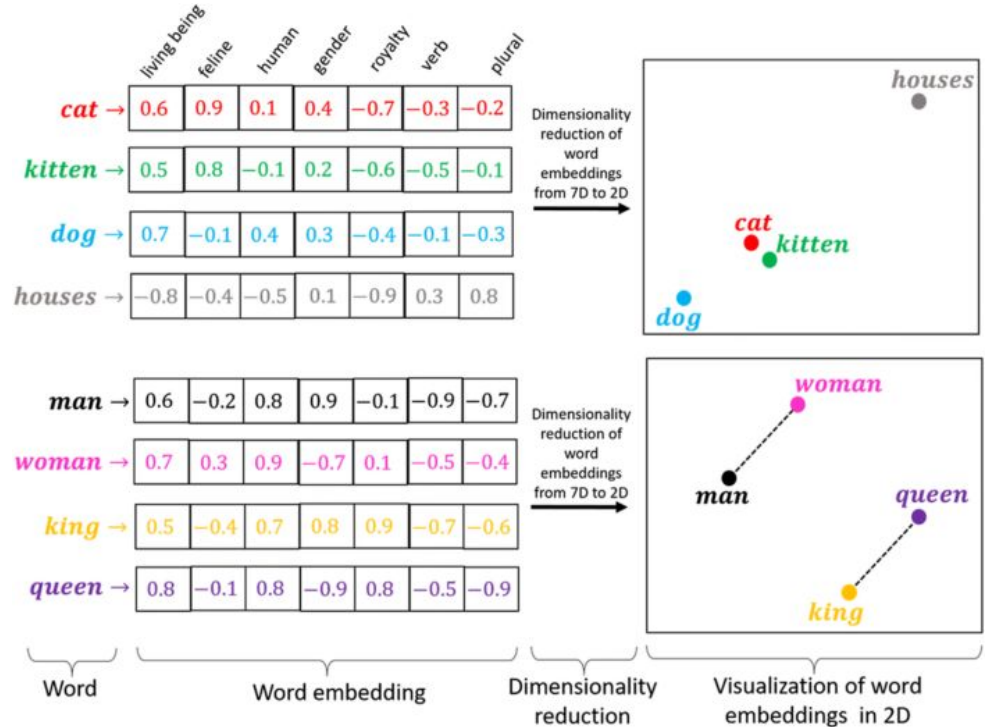 living being feline human gender royalty verb plural
cat → 0.6 0.9 0.1 0.4 −0.7 −0.3 −0.2
kitten → 0.5 0.8 −0.1 0.2 −0.6 −0.5 −0.1
dog → 0.7 −0.1 0.4 0.3 −0.4 −0.1 −0.3
houses → −0.8 −0.4 −0.5 0.1 −0.9 0.3 0.8
Dimensionality
reduction of
word
embeddings
from 7D to 2D
houses
cat
kitten
dog
man → 0.6 −0.2 0.8 0.9 −0.1 −0.9 −0.7
woman → 0.7 0.3 0.9 −0.7 0.1 −0.5 −0.4
king → 0.5 −0.4 0.7 0.8 0.9 −0.7 −0.6
queen → 0.8 −0.1 0.8 −0.9 0.8 −0.5 −0.9
Dimensionality
reduction of
word
embeddings
from 7D to 2D
woman
man
queen
king
Word
Word embedding
Dimensionality
reduction
Visualization of word
embeddings in 2D